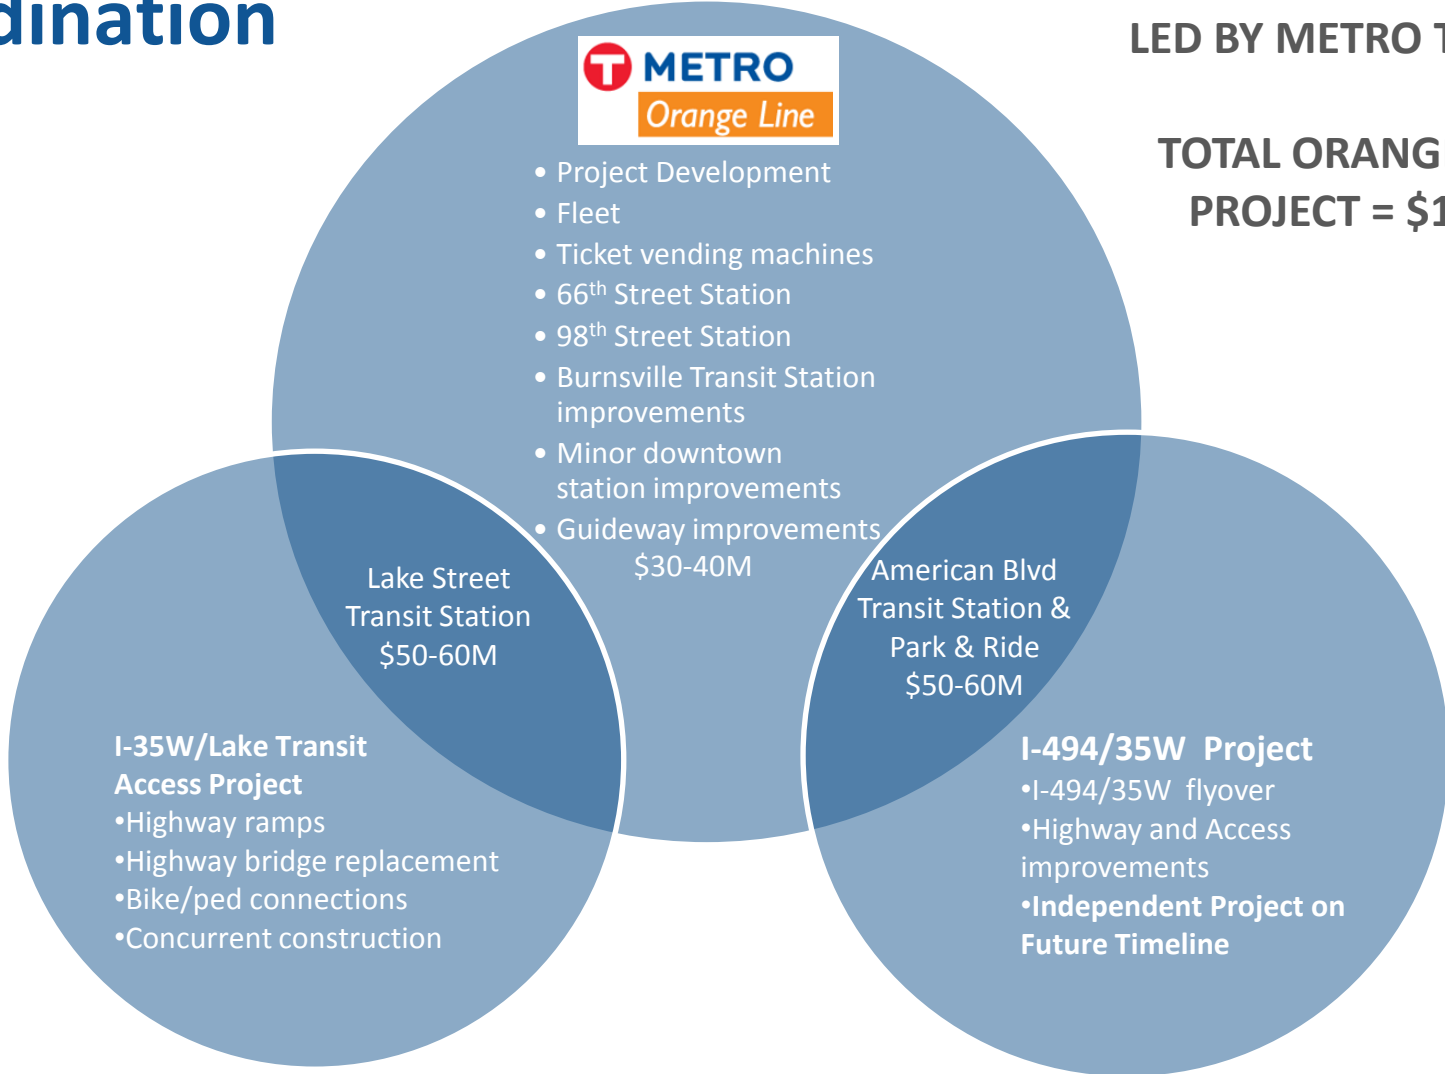 dination
LED BY METRO T
TOTAL ORANG
PROJECT = $1
T METRO
Orange Line
• Project Development
• Fleet
• Ticket vending machines
• 66th Street Station
• 98th Street Station
• Burnsville Transit Station
improvements
• Minor downtown
station improvements
• Guideway improvements
$30-40M
Lake Street
Transit Station
$50-60M
American Blvd
Transit Station &
Park & Ride
$50-60M
I-35W/Lake Transit
Access Project
•Highway ramps
•Highway bridge replacement
•Bike/ped connections
•Concurrent construction
I-494/35W Project
•I-494/35W flyover
•Highway and Access
improvements
•Independent Project on
Future Timeline